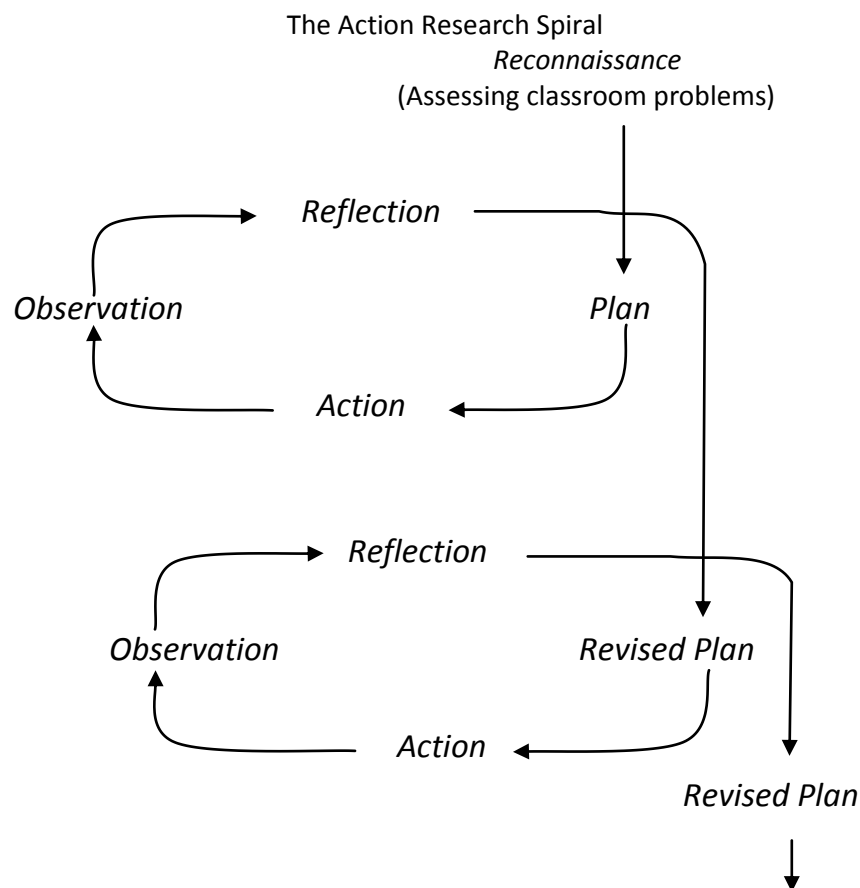 The Action Research Spiral
Reconnaissance
(Assessing classroom problems)
Reflection
Observation
Plan
Action
Reflection
Observation
Revised Plan
Action
Revised Plan